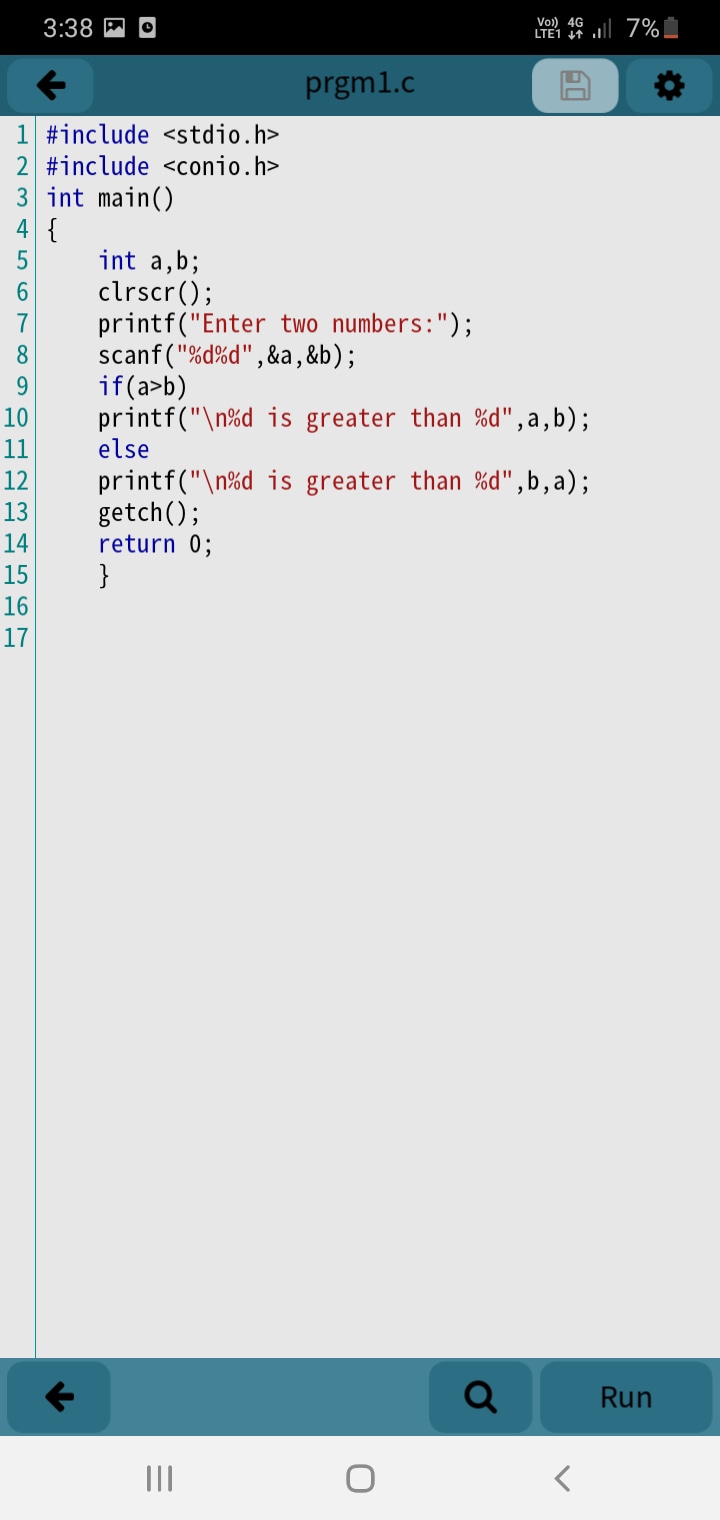 3:38 Vo)) LTE1 4G 7%
prgm1.c
1 #include <stdio.h>
2 #include <conio.h>
3 int main()
4 {
5     int a,b;
6     clrscr();
7     printf("Enter two numbers:");
8     scanf("%d%d",&a,&b);
9     if(a>b)
10     printf("\n%d is greater than %d",a,b);
11     else
12     printf("\n%d is greater than %d",b,a);
13     getch();
14     return 0;
15     }
16
17
Run